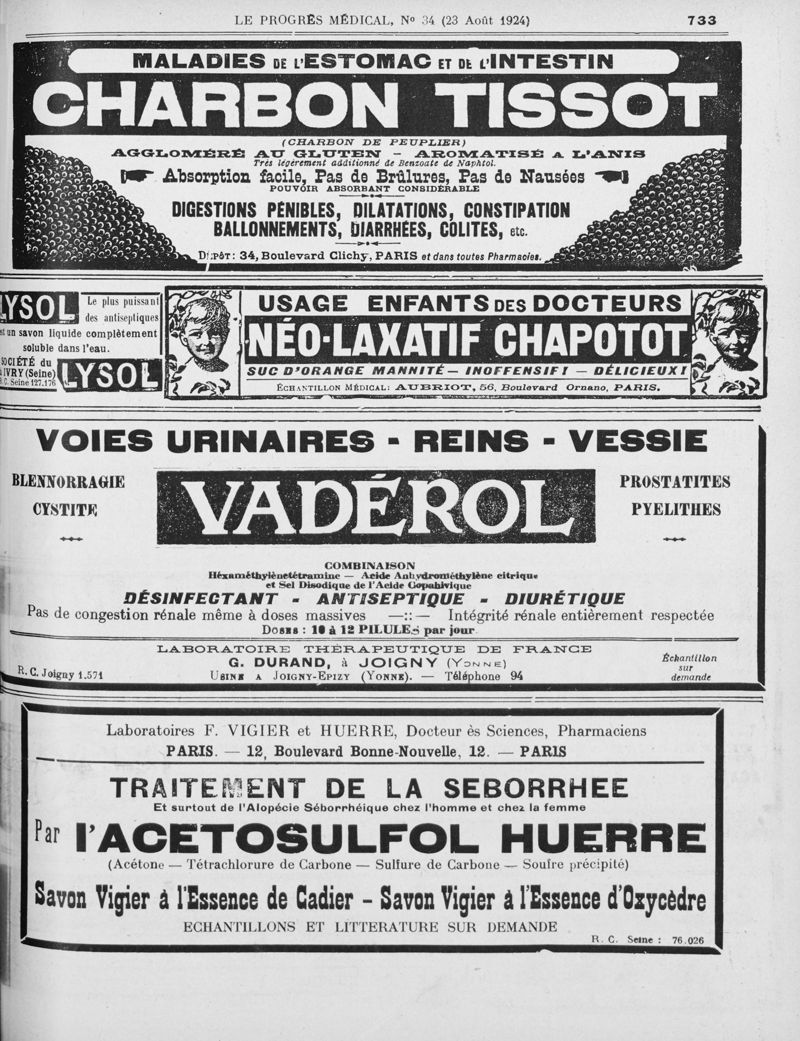 LE PROGRÈS MÉDICAL, No 34 (23 Août 1924) 733
MALADIES DE L'ESTOMAC ET DE L'INTESTIN
CHARBON TISSOT
(CHARBON DE PEUPLIER)
AGGLOMÉRÉ AU GLUTEN - AROMATISÉ A L'ANIS
Très légèrement additionné de Benzoate de Naphtol.
Absorption facile, Pas de Brûlures, Pas de Nausées
POUVOIR ABSORBANT CONSIDÉRABLE
DIGESTIONS PÉNIBLES, DILATATIONS, CONSTIPATION
BALLONNEMENTS, DIARRHÉES, COLITES, etc.
DÉPÔT: 34, Boulevard Clichy, PARIS et dans toutes Pharmacies.
LYSOL Le plus puissant
des antiseptiques
est un savon liquide complètement
soluble dans l'eau.
SOCIÉTÉ du
IVRY (Seine)
R. C. Seine 127.176
LYSOL
USAGE ENFANTS DES DOCTEURS
NÉO-LAXATIF CHAPOTOT
SUC D'ORANGE MANNITÉ — INOFFENSIF! — DÉLICIEUX!
ÉCHANTILLON MÉDICAL: AUBRIOT, 56, Boulevard Ornano, PARIS.
VOIES URINAIRES - REINS - VESSIE
BLENNORRAGIE
CYSTITE
VADÉROL
PROSTATITES
PYELITHES
COMBINAISON
Héxaméthylènetétramine — Acide Anhydrométhylène citrique
et Sel Disodique de l'Acide Copahivique
DÉSINFECTANT - ANTISEPTIQUE - DIURÉTIQUE
Pas de congestion rénale même à doses massives —::— Intégrité rénale entièrement respectée
DOSES : 10 à 12 PILULES par jour
LABORATOIRE THÉRAPEUTIQUE DE FRANCE
G. DURAND, à JOIGNY (YONNE)
USINE A JOIGNY-EPIZY (YONNE). — Téléphone 94
R. C. Joigny 1.571
Échantillon
sur
demande
Laboratoires F. VIGIER et HUERRE, Docteur ès Sciences, Pharmaciens
PARIS. — 12, Boulevard Bonne-Nouvelle, 12. — PARIS
TRAITEMENT DE LA SEBORRHEE
Et surtout de l'Alopécie Séborrhéique chez l'homme et chez la femme
Par l'ACETOSULFOL HUERRE
(Acétone — Tétrachlorure de Carbone — Sulfure de Carbone — Soufre précipité)
Savon Vigier à l'Essence de Cadier - Savon Vigier à l'Essence d'Oxycèdre
ECHANTILLONS ET LITTERATURE SUR DEMANDE
R. C. Seine : 76.026